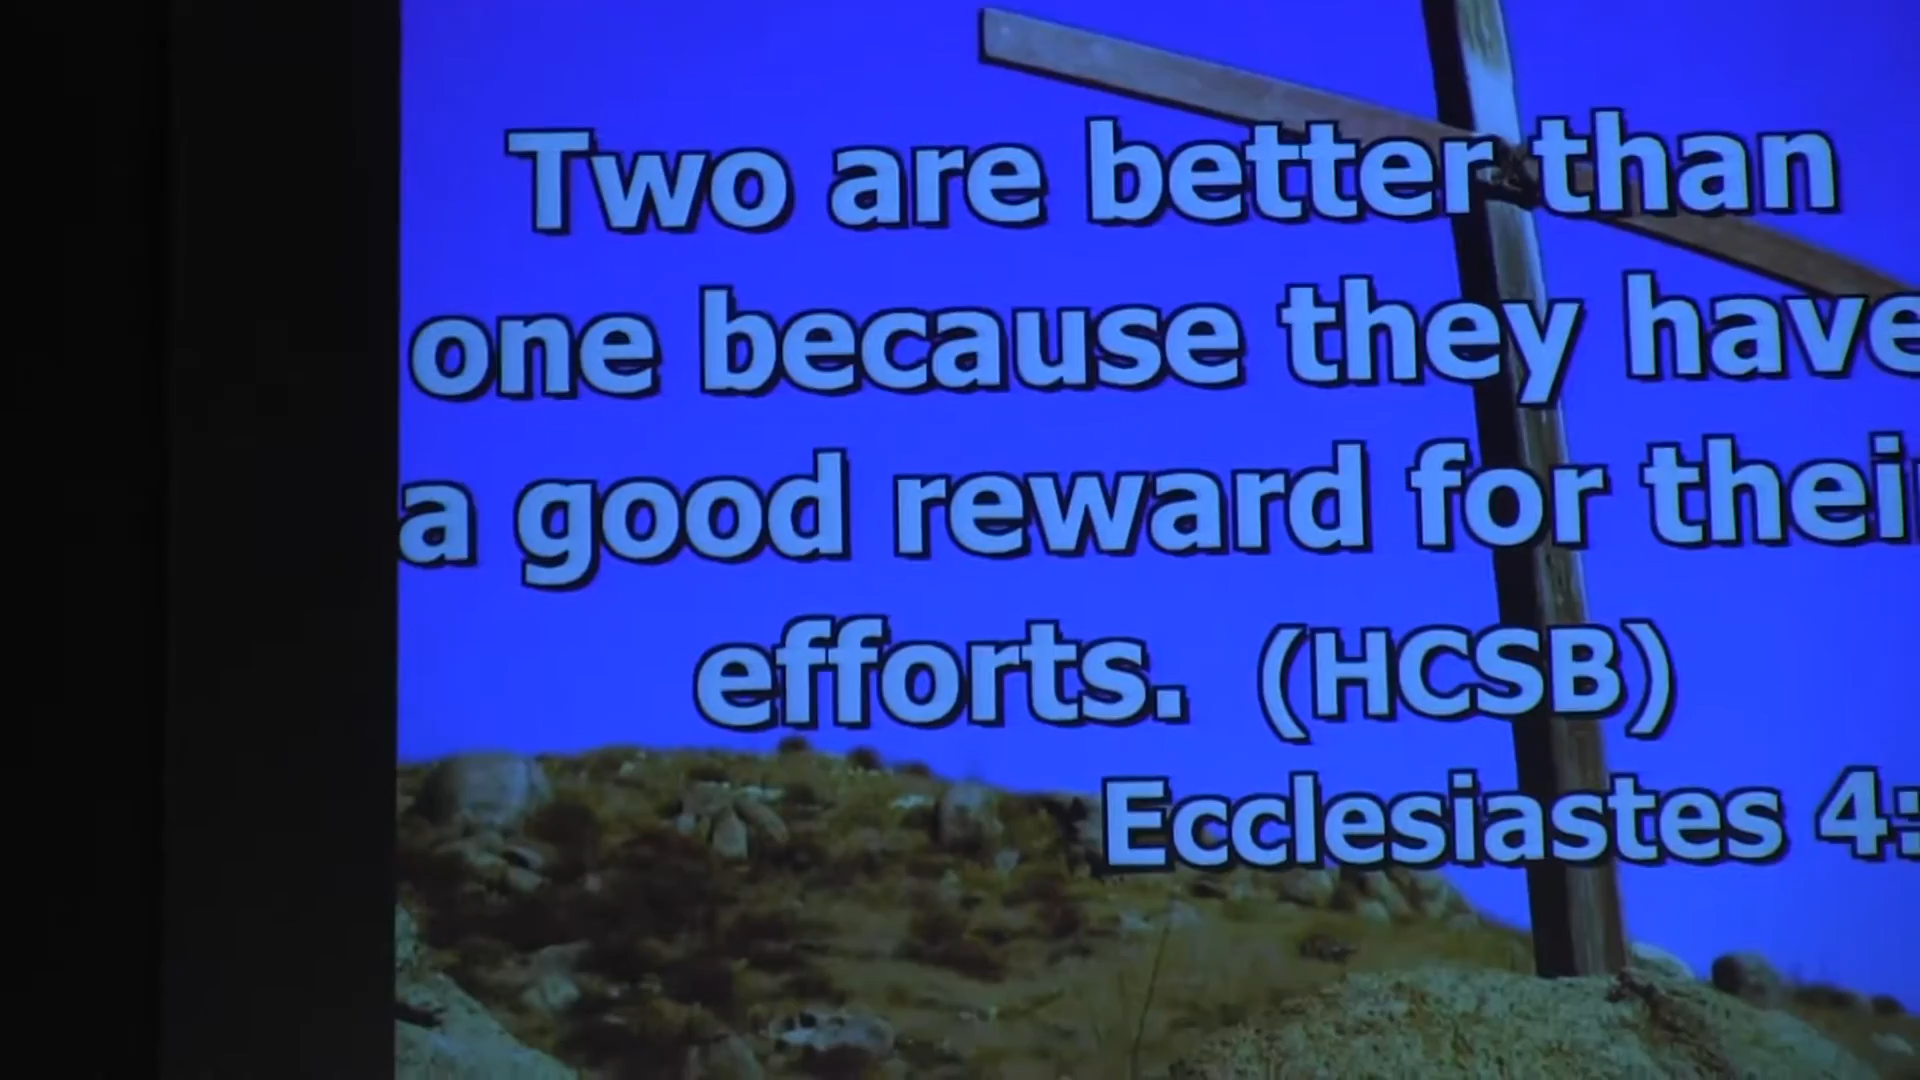 Two are better than
one because they have
a good reward for their
efforts. (HCSB)
Ecclesiastes 4: